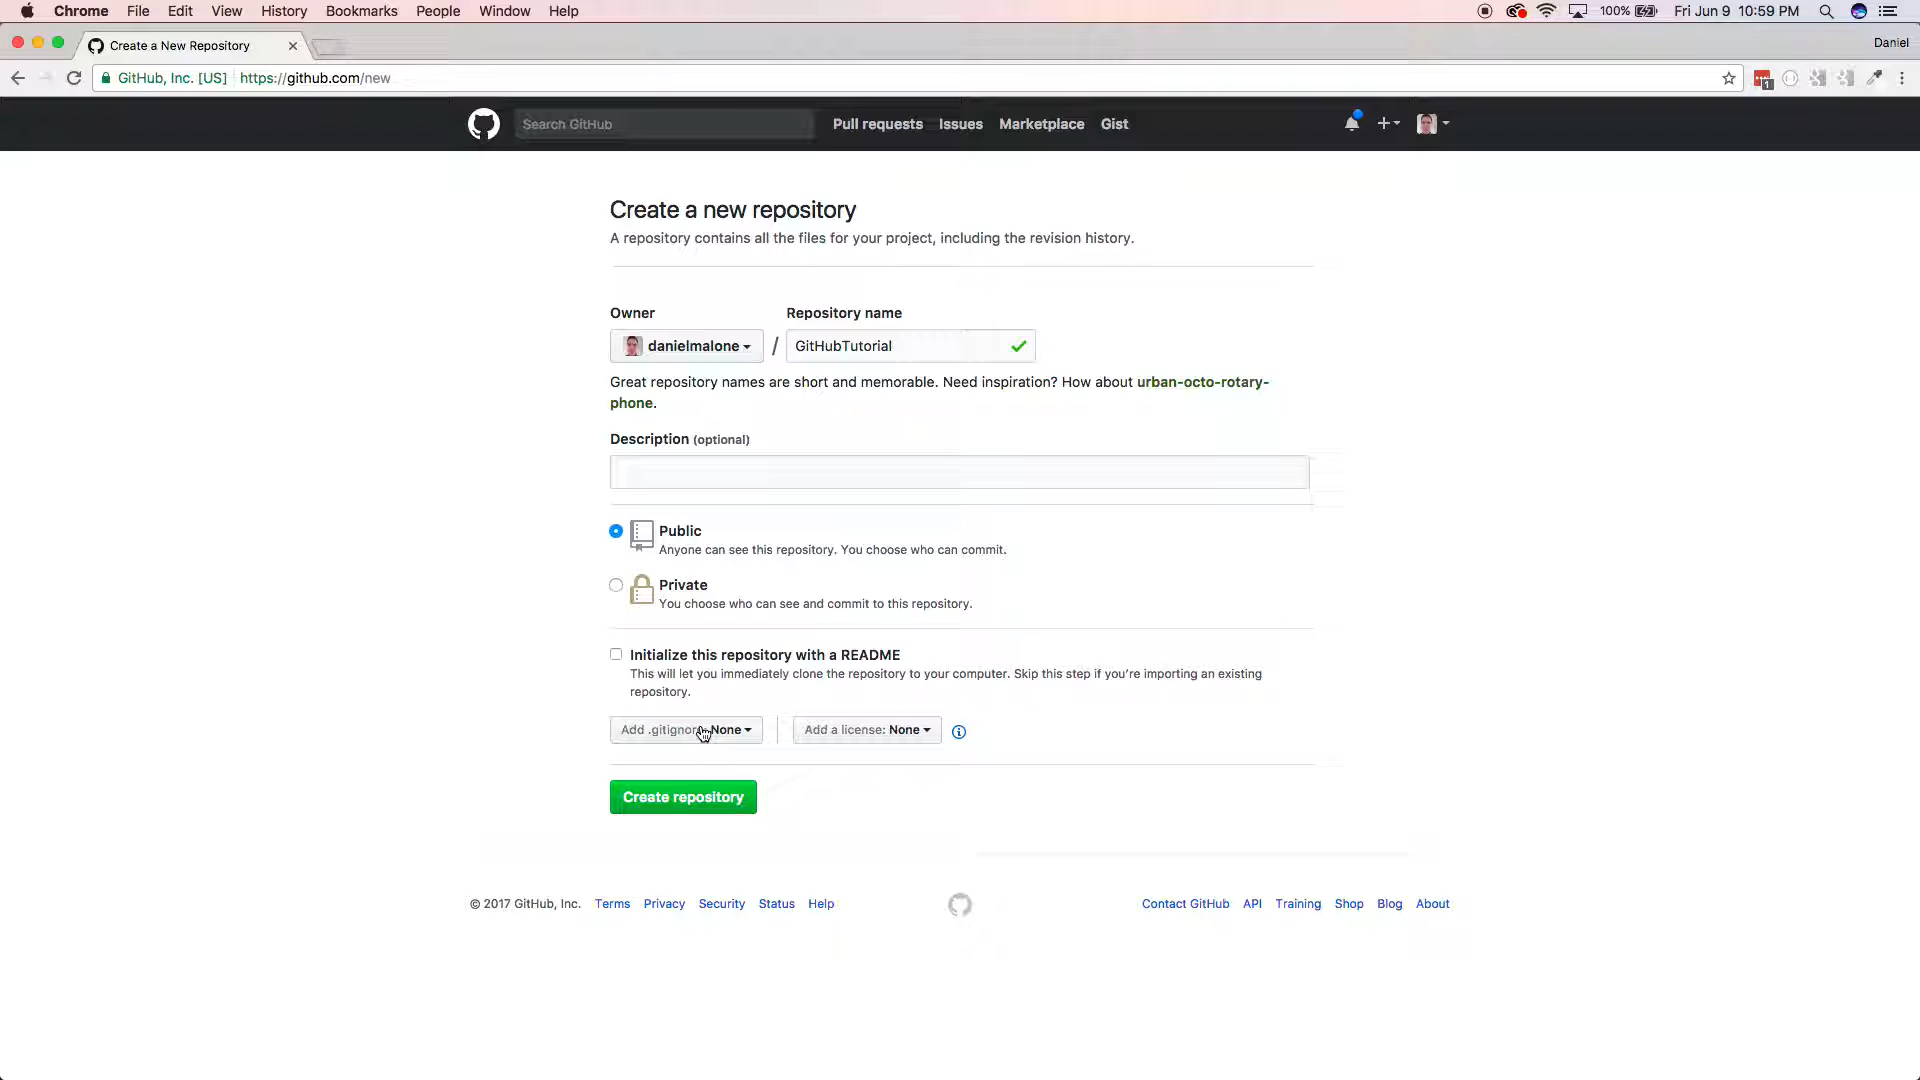 Chrome File Edit View History Bookmarks People Window Help 100% Fri Jun 9 10:59 PM
Create a New Repository Daniel
GitHub, Inc. [US] https://github.com/new 1
Search GitHub Pull requests Issues Marketplace Gist
Create a new repository
A repository contains all the files for your project, including the revision history.
Owner Repository name
danielmalone / GitHubTutorial
Great repository names are short and memorable. Need inspiration? How about urban-octo-rotary-
phone.
Description (optional)
Public
Anyone can see this repository. You choose who can commit.
Private
You choose who can see and commit to this repository.
Initialize this repository with a README
This will let you immediately clone the repository to your computer. Skip this step if you’re importing an existing
repository.
Add .gitignore: None Add a license: None
Create repository
© 2017 GitHub, Inc. Terms Privacy Security Status Help Contact GitHub API Training Shop Blog About